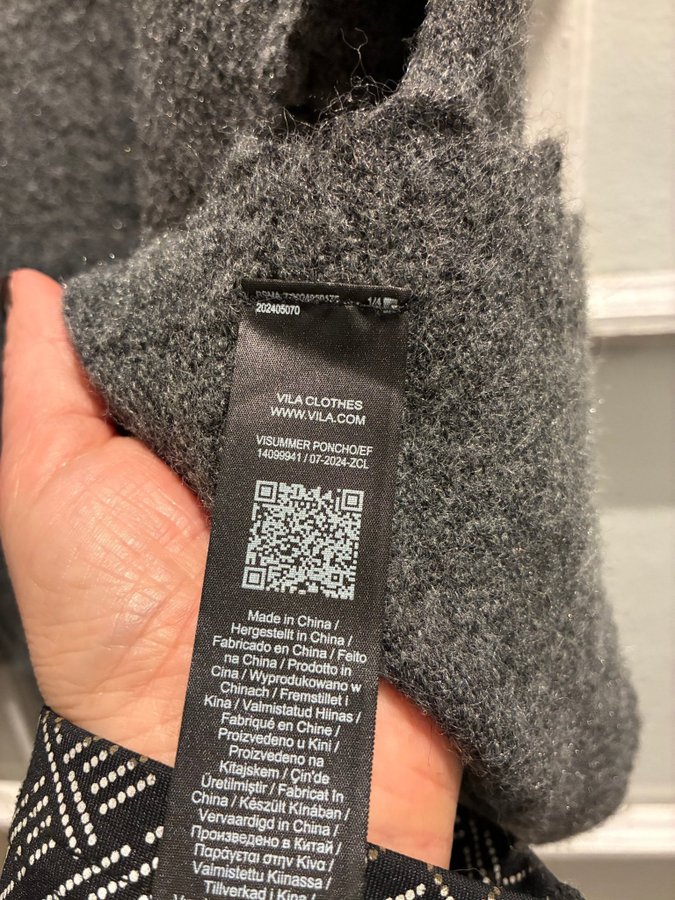 1/4
202405070
VILA CLOTHES
WWW.VILA.COM
VISUMMER PONCHO/EF
14099941 / 07-2024-ZCL
Made in China /
Hergestellt in China /
Fabricado en China / Feito
na China / Prodotto in
Cina / Wyprodukowano w
Chinach / Fremstillet i
Kina / Valmistatud Hiinas /
Fabriqué en Chine /
Proizvedeno u Kini /
Proizvedeno na
Kitajskem / Çin'de
Üretilmiştir / Fabricat în
China / Készült Kínában /
Vervaardigd in China /
Произведено в Китай /
Παράγεται στην Κίνα /
Valmistettu Kiinassa /
Tillverkad i Kina /